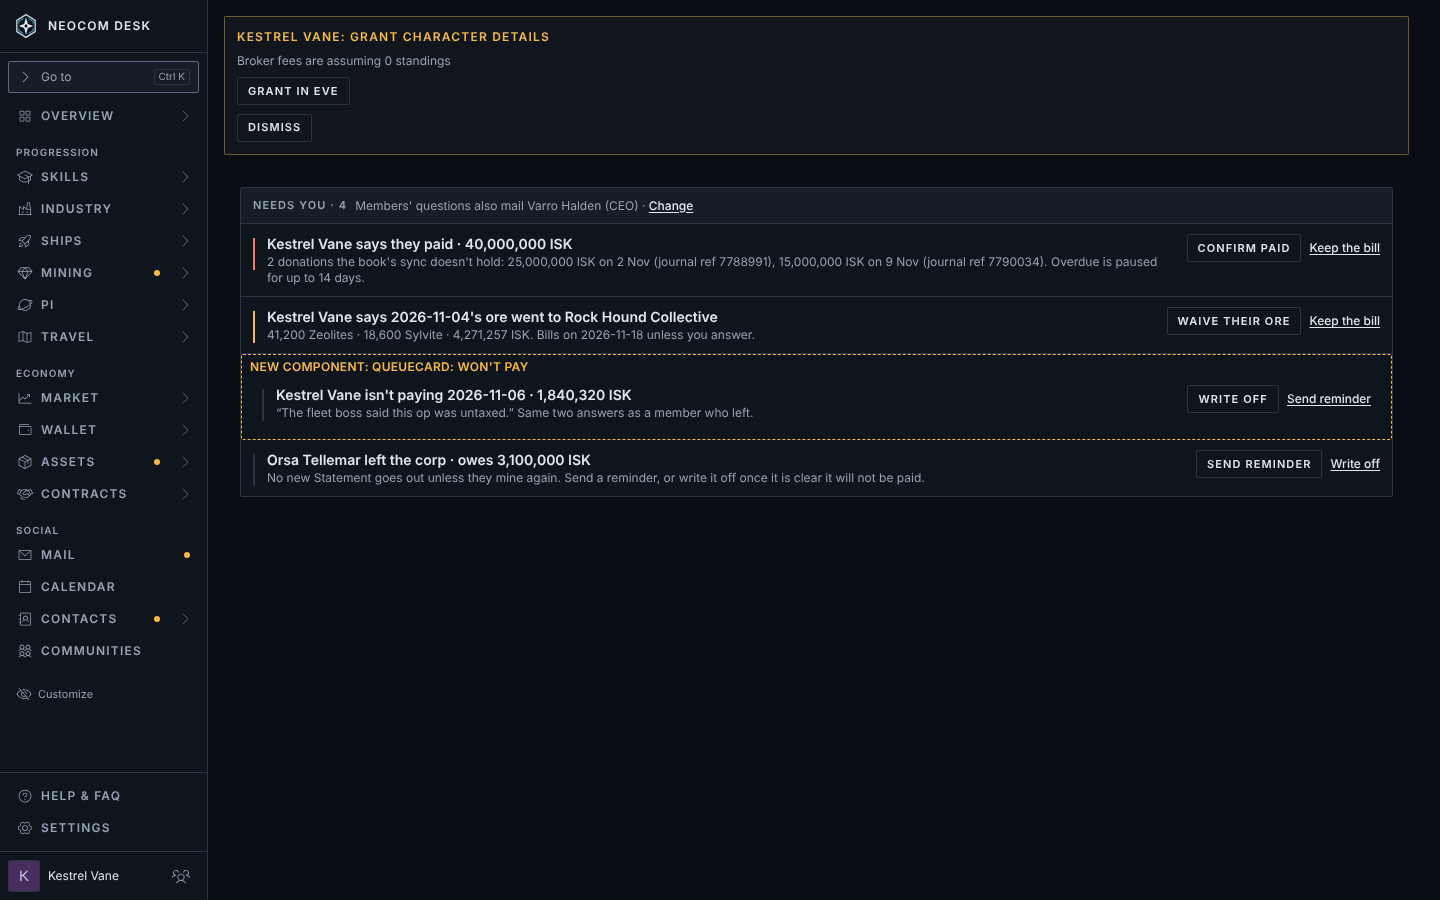 NEOCOM DESK
Go to
Ctrl K
OVERVIEW
PROGRESSION
SKILLS
INDUSTRY
SHIPS
MINING
PI
TRAVEL
ECONOMY
MARKET
WALLET
ASSETS
CONTRACTS
SOCIAL
MAIL
CALENDAR
CONTACTS
COMMUNITIES
Customize
HELP & FAQ
SETTINGS
K
Kestrel Vane
KESTREL VANE: GRANT CHARACTER DETAILS
Broker fees are assuming 0 standings
GRANT IN EVE
DISMISS
NEEDS YOU · 4 Members' questions also mail Varro Halden (CEO) · Change
Kestrel Vane says they paid · 40,000,000 ISK
2 donations the book's sync doesn't hold: 25,000,000 ISK on 2 Nov (journal ref 7788991), 15,000,000 ISK on 9 Nov (journal ref 7790034). Overdue is paused
for up to 14 days.
CONFIRM PAID
Keep the bill
Kestrel Vane says 2026-11-04's ore went to Rock Hound Collective
41,200 Zeolites · 18,600 Sylvite · 4,271,257 ISK. Bills on 2026-11-18 unless you answer.
WAIVE THEIR ORE
Keep the bill
NEW COMPONENT: QUEUECARD: WON'T PAY
Kestrel Vane isn't paying 2026-11-06 · 1,840,320 ISK
“The fleet boss said this op was untaxed.” Same two answers as a member who left.
WRITE OFF
Send reminder
Orsa Tellemar left the corp · owes 3,100,000 ISK
No new Statement goes out unless they mine again. Send a reminder, or write it off once it is clear it will not be paid.
SEND REMINDER
Write off